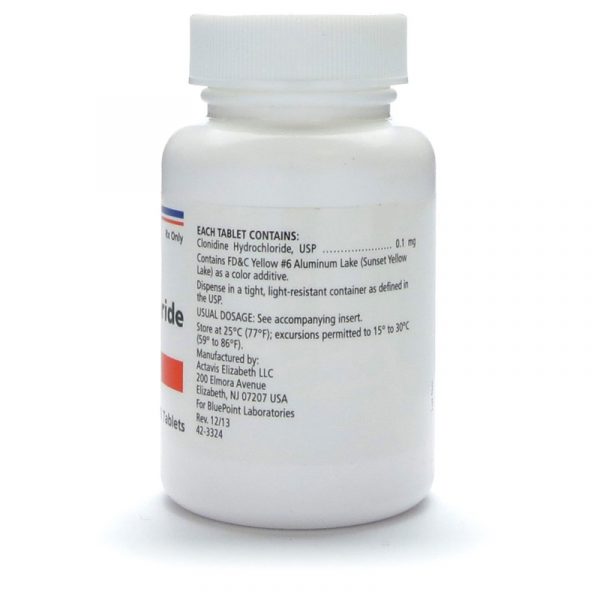 Rx Only
ride
Tablets
EACH TABLET CONTAINS:
Clonidine Hydrochloride, USP ........................ 0.1 mg
Contains FD&C Yellow #6 Aluminum Lake (Sunset Yellow
Lake) as a color additive.
Dispense in a tight, light-resistant container as defined in
the USP.
USUAL DOSAGE: See accompanying insert.
Store at 25°C (77°F); excursions permitted to 15° to 30°C
(59° to 86°F).
Manufactured by:
Actavis Elizabeth LLC
200 Elmora Avenue
Elizabeth, NJ 07207 USA
For BluePoint Laboratories
Rev. 12/13
42-3324